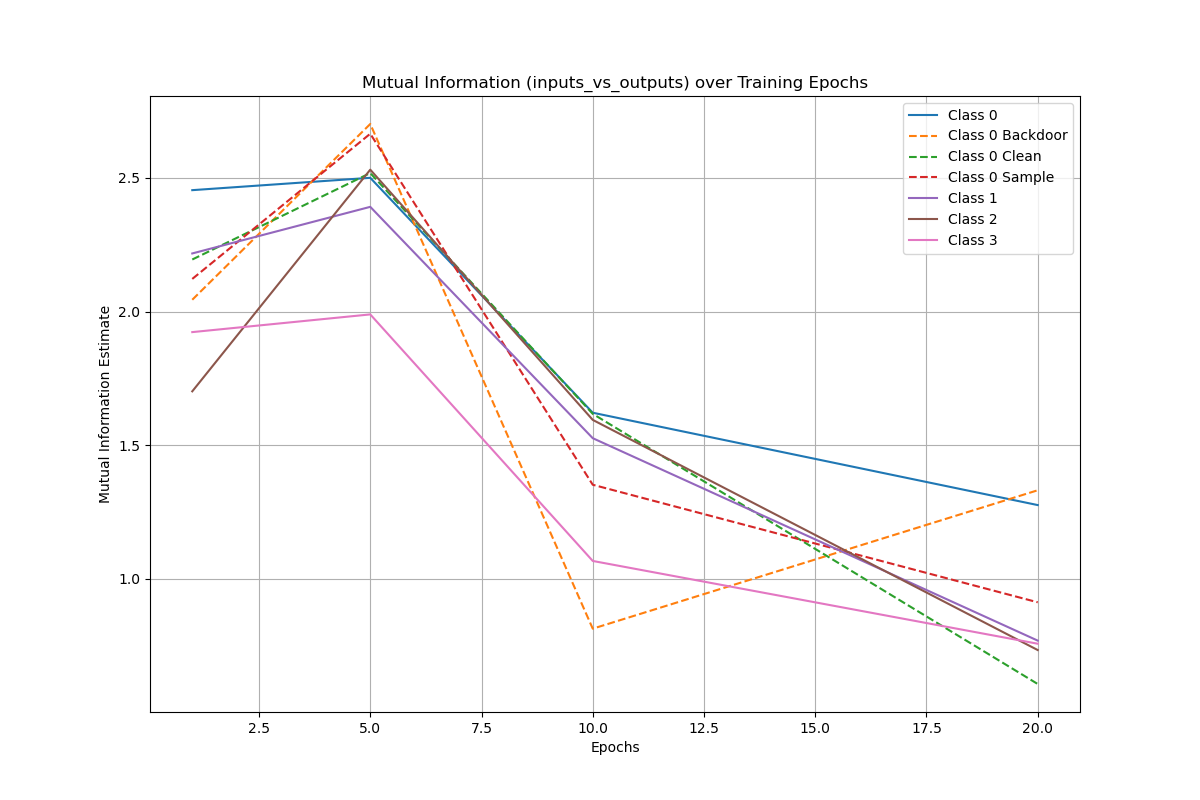 Mutual Information (inputs_vs_outputs) over Training Epochs
Class 0
Class 0 Backdoor
Class 0 Clean
Class 0 Sample
Class 1
Class 2
Class 3
Mutual Information Estimate
2.5
2.0
1.5
1.0
2.5
5.0
7.5
10.0
12.5
15.0
17.5
20.0
Epochs